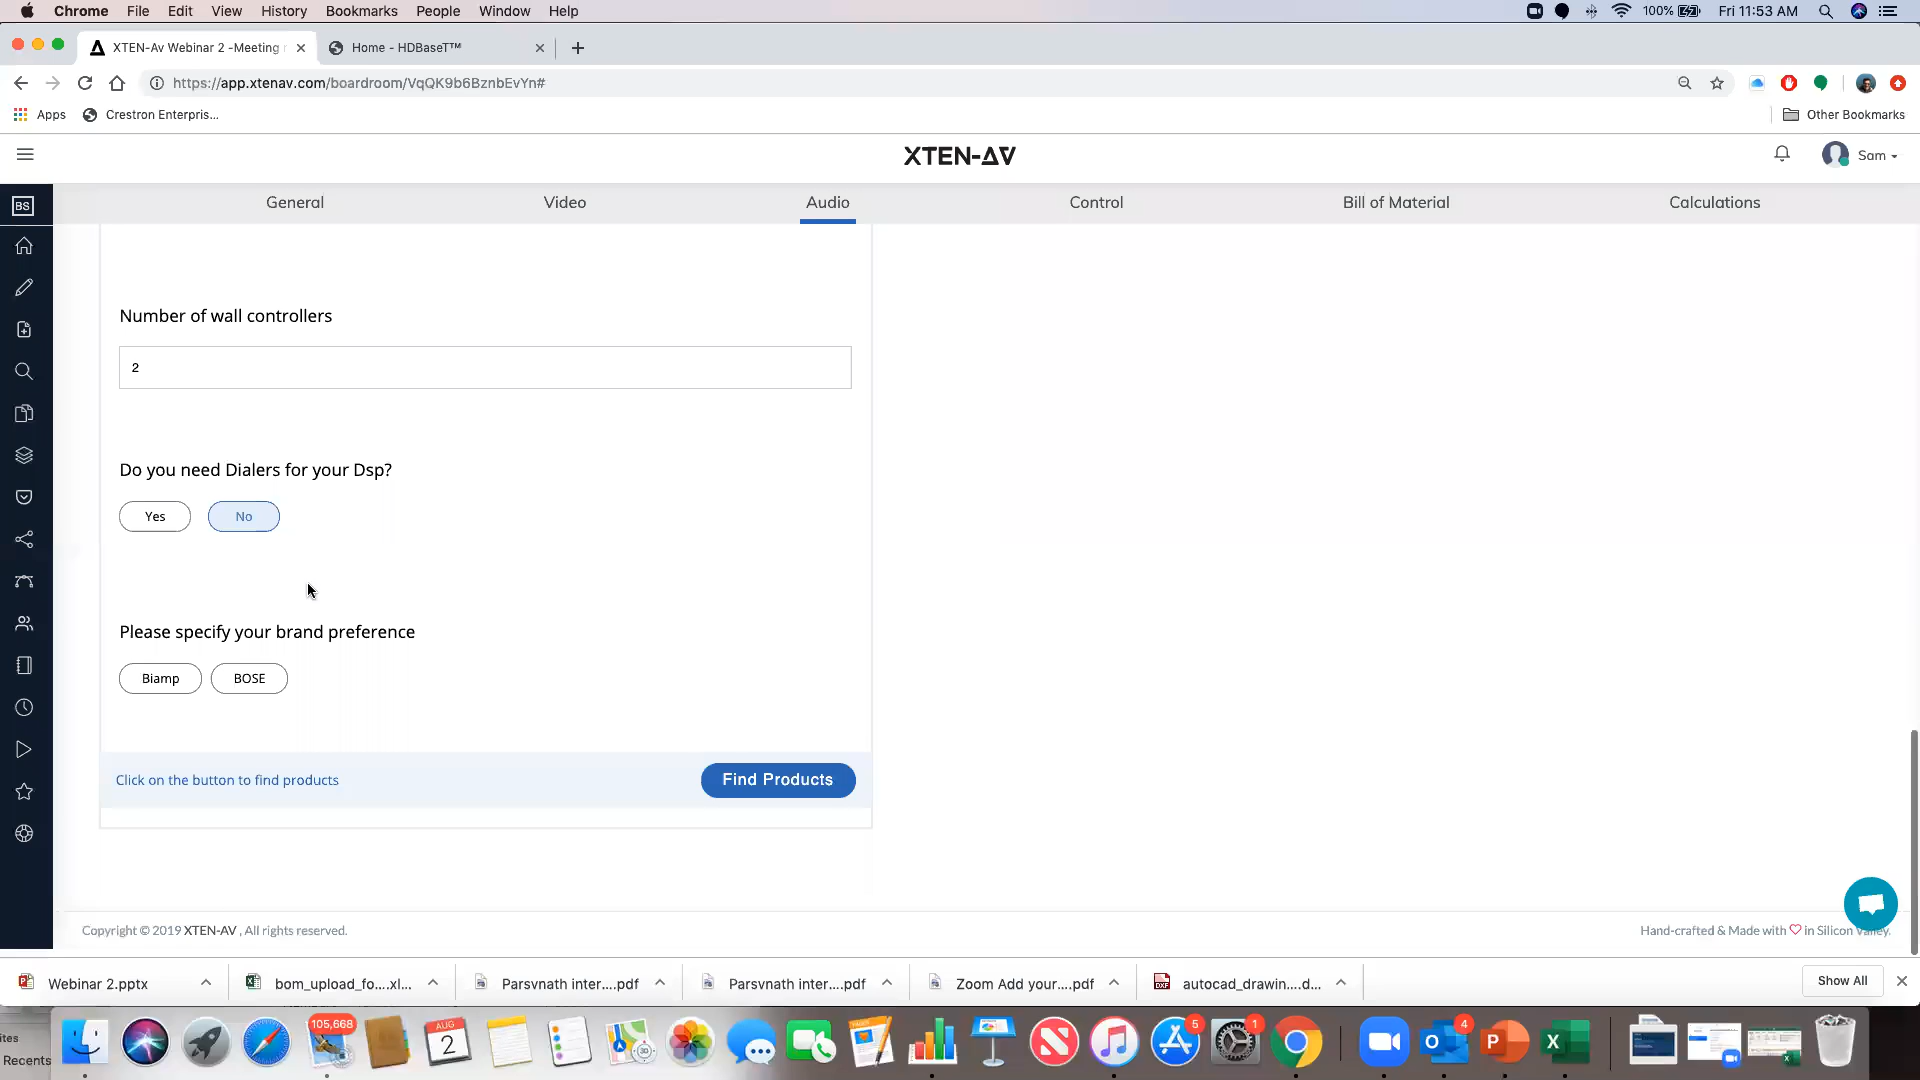 Chrome File Edit View History Bookmarks People Window Help 100% Fri 11:53 AM
XTEN-Av Webinar 2 -Meeting Home - HDBaseT™
https://app.xtenav.com/boardroom/VqQK9b6BznbEvYn#
Apps Crestron Enterpris... Other Bookmarks
XTEN-AV Sam
BS General Video Audio Control Bill of Material Calculations
Number of wall controllers
2
Do you need Dialers for your Dsp?
Yes No
Please specify your brand preference
Biamp BOSE
Click on the button to find products Find Products
Copyright © 2019 XTEN-AV , All rights reserved. Hand-crafted & Made with ♡ in Silicon Valley.
Webinar 2.pptx bom_upload_fo....xl... Parsvnath inter....pdf Parsvnath inter....pdf Zoom Add your....pdf autocad_drawin....d... Show All
105,668 AUG 2 5 1 4
ites
Recents